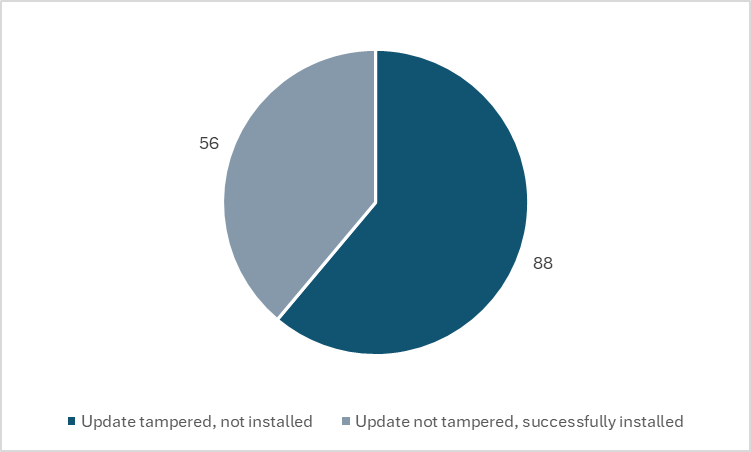 56
88
Update tampered, not installed
Update not tampered, successfully installed